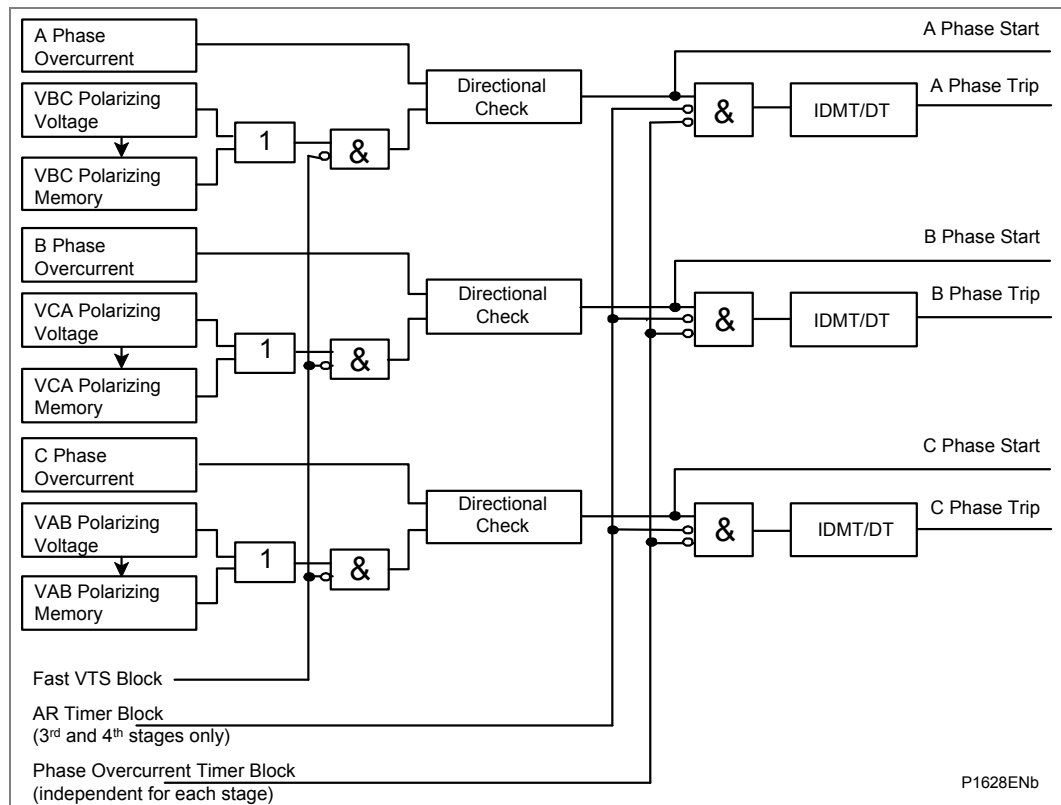 A Phase
Overcurrent
VBC Polarizing
Voltage
VBC Polarizing
Memory
1
&
Directional
Check
&
IDMT/DT
A Phase Start
A Phase Trip
B Phase
Overcurrent
VCA Polarizing
Voltage
VCA Polarizing
Memory
1
&
Directional
Check
&
IDMT/DT
B Phase Start
B Phase Trip
C Phase
Overcurrent
VAB Polarizing
Voltage
VAB Polarizing
Memory
1
&
Directional
Check
&
IDMT/DT
C Phase Start
C Phase Trip
Fast VTS Block
AR Timer Block
(3rd and 4th stages only)
Phase Overcurrent Timer Block
(independent for each stage)
P1628ENb